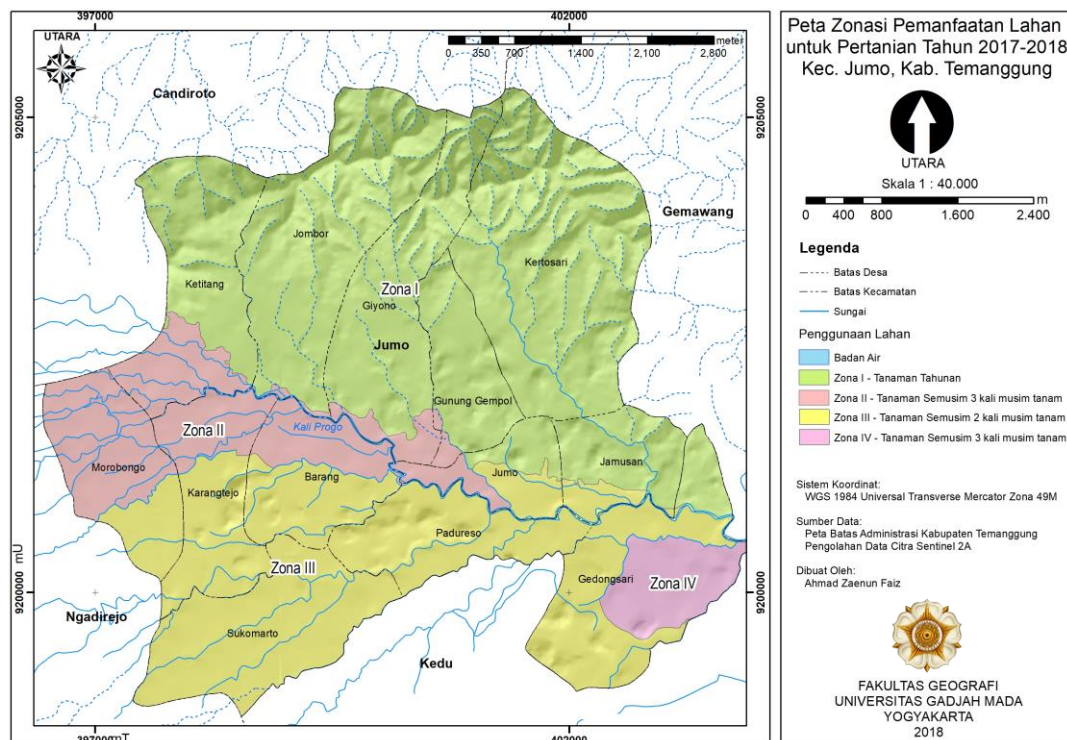 397000
402000
UTARA
meter
0 350 700 1.400 2.100 2.800
Candiroto
9205000
9205000
Gemawang
Jombor
Kertosari
Ketitang
Zona I
Giyono
Jumo
Gunung Gempol
Kali Progo
Zona II
Morobongo
Jumo
Jamusan
Karangtejo
Barang
Padureso
Zona III
Gedongsari
Zona IV
mU
9200000
9200000
Ngadirejo
Sukomarto
Kedu
397000
mT
402000
Peta Zonasi Pemanfaatan Lahan
untuk Pertanian Tahun 2017-2018
Kec. Jumo, Kab. Temanggung
UTARA
Skala 1 : 40.000
m
0 400 800 1.600 2.400
Legenda
Batas Desa
Batas Kecamatan
Sungai
Penggunaan Lahan
Badan Air
Zona I - Tanaman Tahunan
Zona II - Tanaman Semusim 3 kali musim tanam
Zona III - Tanaman Semusim 2 kali musim tanam
Zona IV - Tanaman Semusim 3 kali musim tanam
Sistem Koordinat:
WGS 1984 Universal Transverse Mercator Zona 49M
Sumber Data:
Peta Batas Administrasi Kabupaten Temanggung
Pengolahan Data Citra Sentinel 2A
Dibuat Oleh:
Ahmad Zaenun Faiz
FAKULTAS GEOGRAFI
UNIVERSITAS GADJAH MADA
YOGYAKARTA
2018